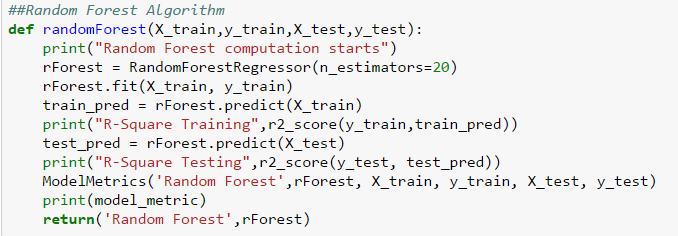 ##Random Forest Algorithm
def randomForest(X_train,y_train,X_test,y_test):
    print("Random Forest computation starts")
    rForest = RandomForestRegressor(n_estimators=20)
    rForest.fit(X_train, y_train)
    train_pred = rForest.predict(X_train)
    print("R-Square Training",r2_score(y_train,train_pred))
    test_pred = rForest.predict(X_test)
    print("R-Square Testing",r2_score(y_test, test_pred))
    ModelMetrics('Random Forest',rForest, X_train, y_train, X_test, y_test)
    print(model_metric)
    return('Random Forest',rForest)